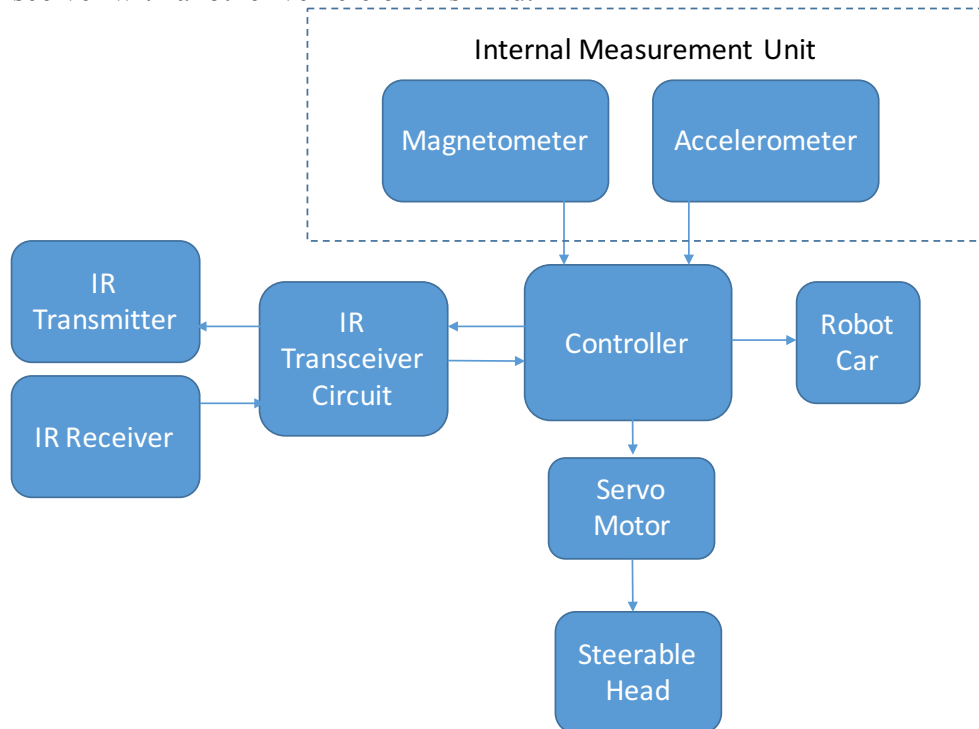 Internal Measurement Unit
Magnetometer
Accelerometer
IR
Transmitter
IR Receiver
IR
Transceiver
Circuit
Controller
Robot
Car
Servo
Motor
Steerable
Head